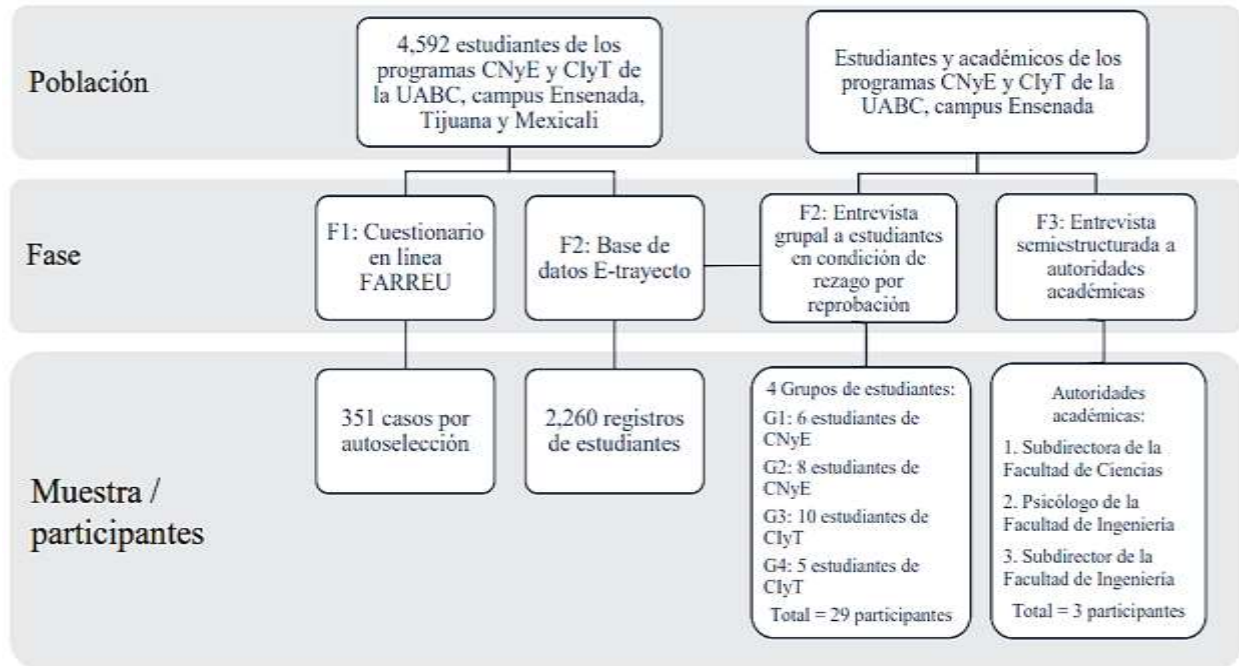 Población
4,592 estudiantes de los
programas CNyE y CIyT de
la UABC, campus Ensenada,
Tijuana y Mexicali
Estudiantes y académicos de los
programas CNyE y CIyT de la
UABC, campus Ensenada
Fase
F1: Cuestionario
en línea
FARREU
F2: Base de
datos E-trayecto
F2: Entrevista
grupal a estudiantes
en condición de
rezago por
reprobación
F3: Entrevista
semiestructurada a
autoridades
académicas
Muestra /
participantes
351 casos por
autoselección
2,260 registros
de estudiantes
4 Grupos de estudiantes:
G1: 6 estudiantes de
CNyE
G2: 8 estudiantes de
CNyE
G3: 10 estudiantes de
CIyT
G4: 5 estudiantes de
CIyT
Total = 29 participantes
Autoridades
académicas:
1. Subdirectora de la
Facultad de Ciencias
2. Psicólogo de la
Facultad de Ingeniería
3. Subdirector de la
Facultad de Ingeniería
Total = 3 participantes